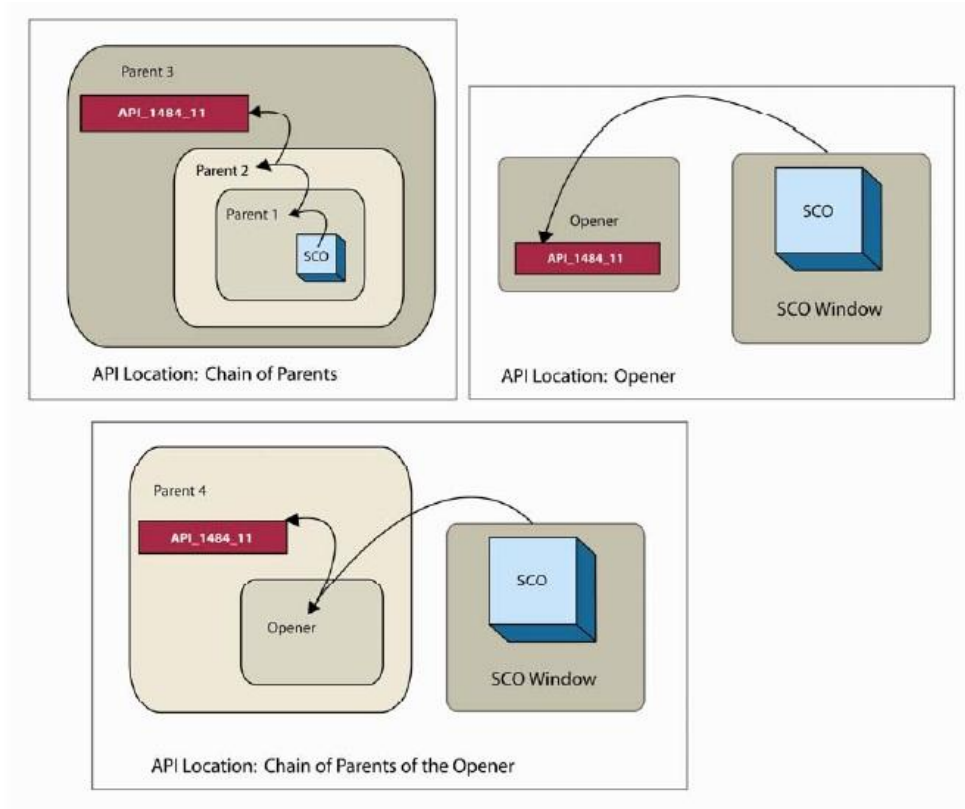 Parent 3
API_1484_11
Parent 2
Parent 1
SCO
API Location: Chain of Parents
Opener
API_1484_11
SCO
SCO Window
API Location: Opener
Parent 4
API_1484_11
Opener
SCO
SCO Window
API Location: Chain of Parents of the Opener